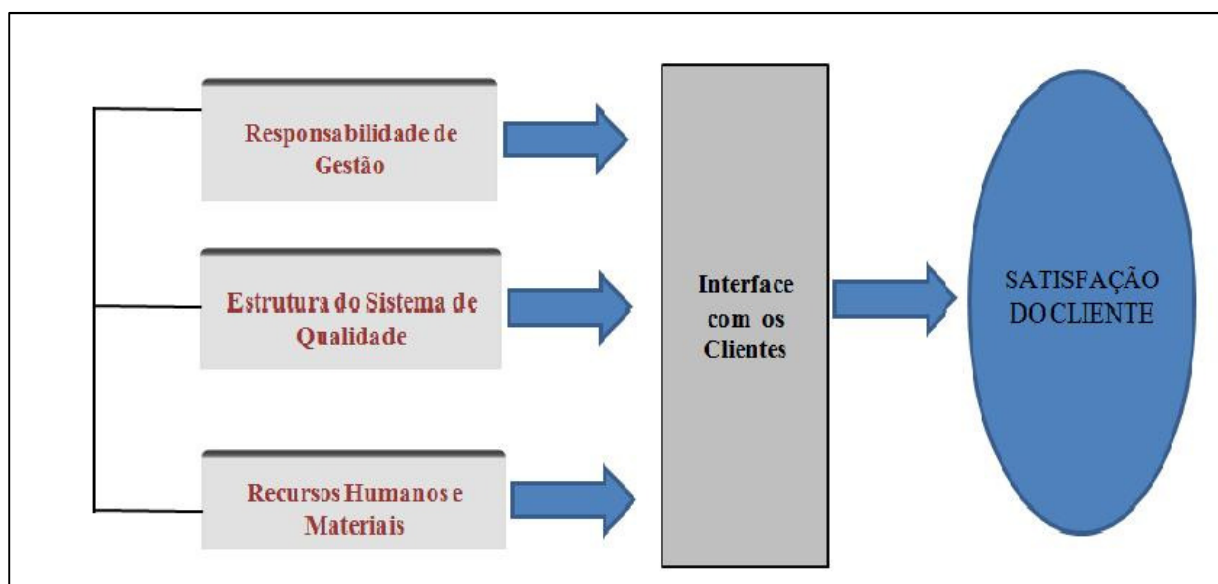 Responsabilidade de
Gestão
Estrutura do Sistema de
Qualidade
Recursos Humanos e
Materiais
Interface
com os
Clientes
SATISFAÇÃO
DO CLIENTE